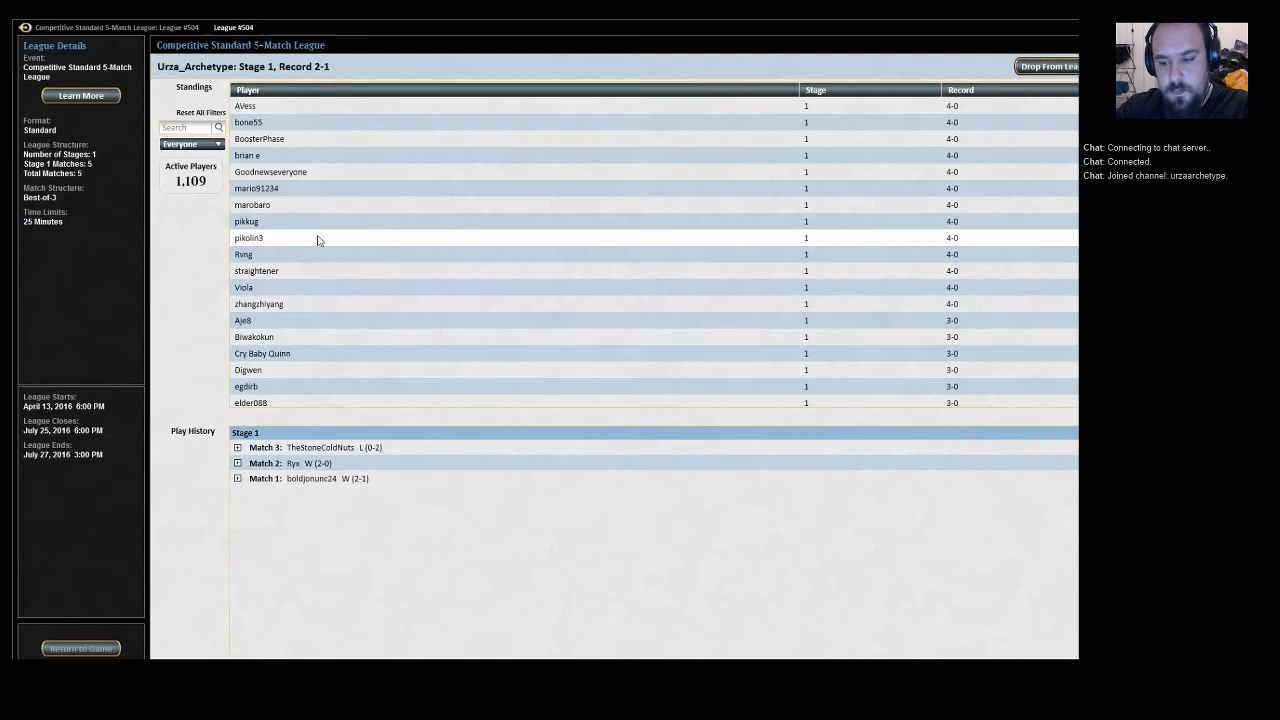 Competitive Standard 5-Match League: League #504 League #504
League Details
Event:
Competitive Standard 5-Match
League
Learn More
Format:
Standard
League Structure:
Number of Stages: 1
Stage 1 Matches: 5
Total Matches: 5
Match Structure:
Best-of-3
Time Limits:
25 Minutes
League Starts:
April 13, 2016 6:00 PM
League Closes:
July 25, 2016 6:00 PM
League Ends:
July 27, 2016 3:00 PM
Return to Game
Competitive Standard 5-Match League
Urza_Archetype: Stage 1, Record 2-1
Drop From Lea
Standings
Reset All Filters
Search
Everyone
Active Players
1,109
Player Stage Record
AVess 1 4-0
bone55 1 4-0
BoosterPhase 1 4-0
brian e 1 4-0
Goodnewseveryone 1 4-0
mario91234 1 4-0
marobaro 1 4-0
pikkug 1 4-0
pikolin3 1 4-0
Rvng 1 4-0
straightener 1 4-0
Viola 1 4-0
zhangzhiyang 1 4-0
Aje8 1 3-0
Biwakokun 1 3-0
Cry Baby Quinn 1 3-0
Digwen 1 3-0
egdirb 1 3-0
elder088 1 3-0
Play History
Stage 1
Match 3: TheStoneColdNuts L (0-2)
Match 2: Ryx W (2-0)
Match 1: boldjonunc24 W (2-1)
Chat: Connecting to chat server..
Chat: Connected.
Chat: Joined channel: urzaarchetype.